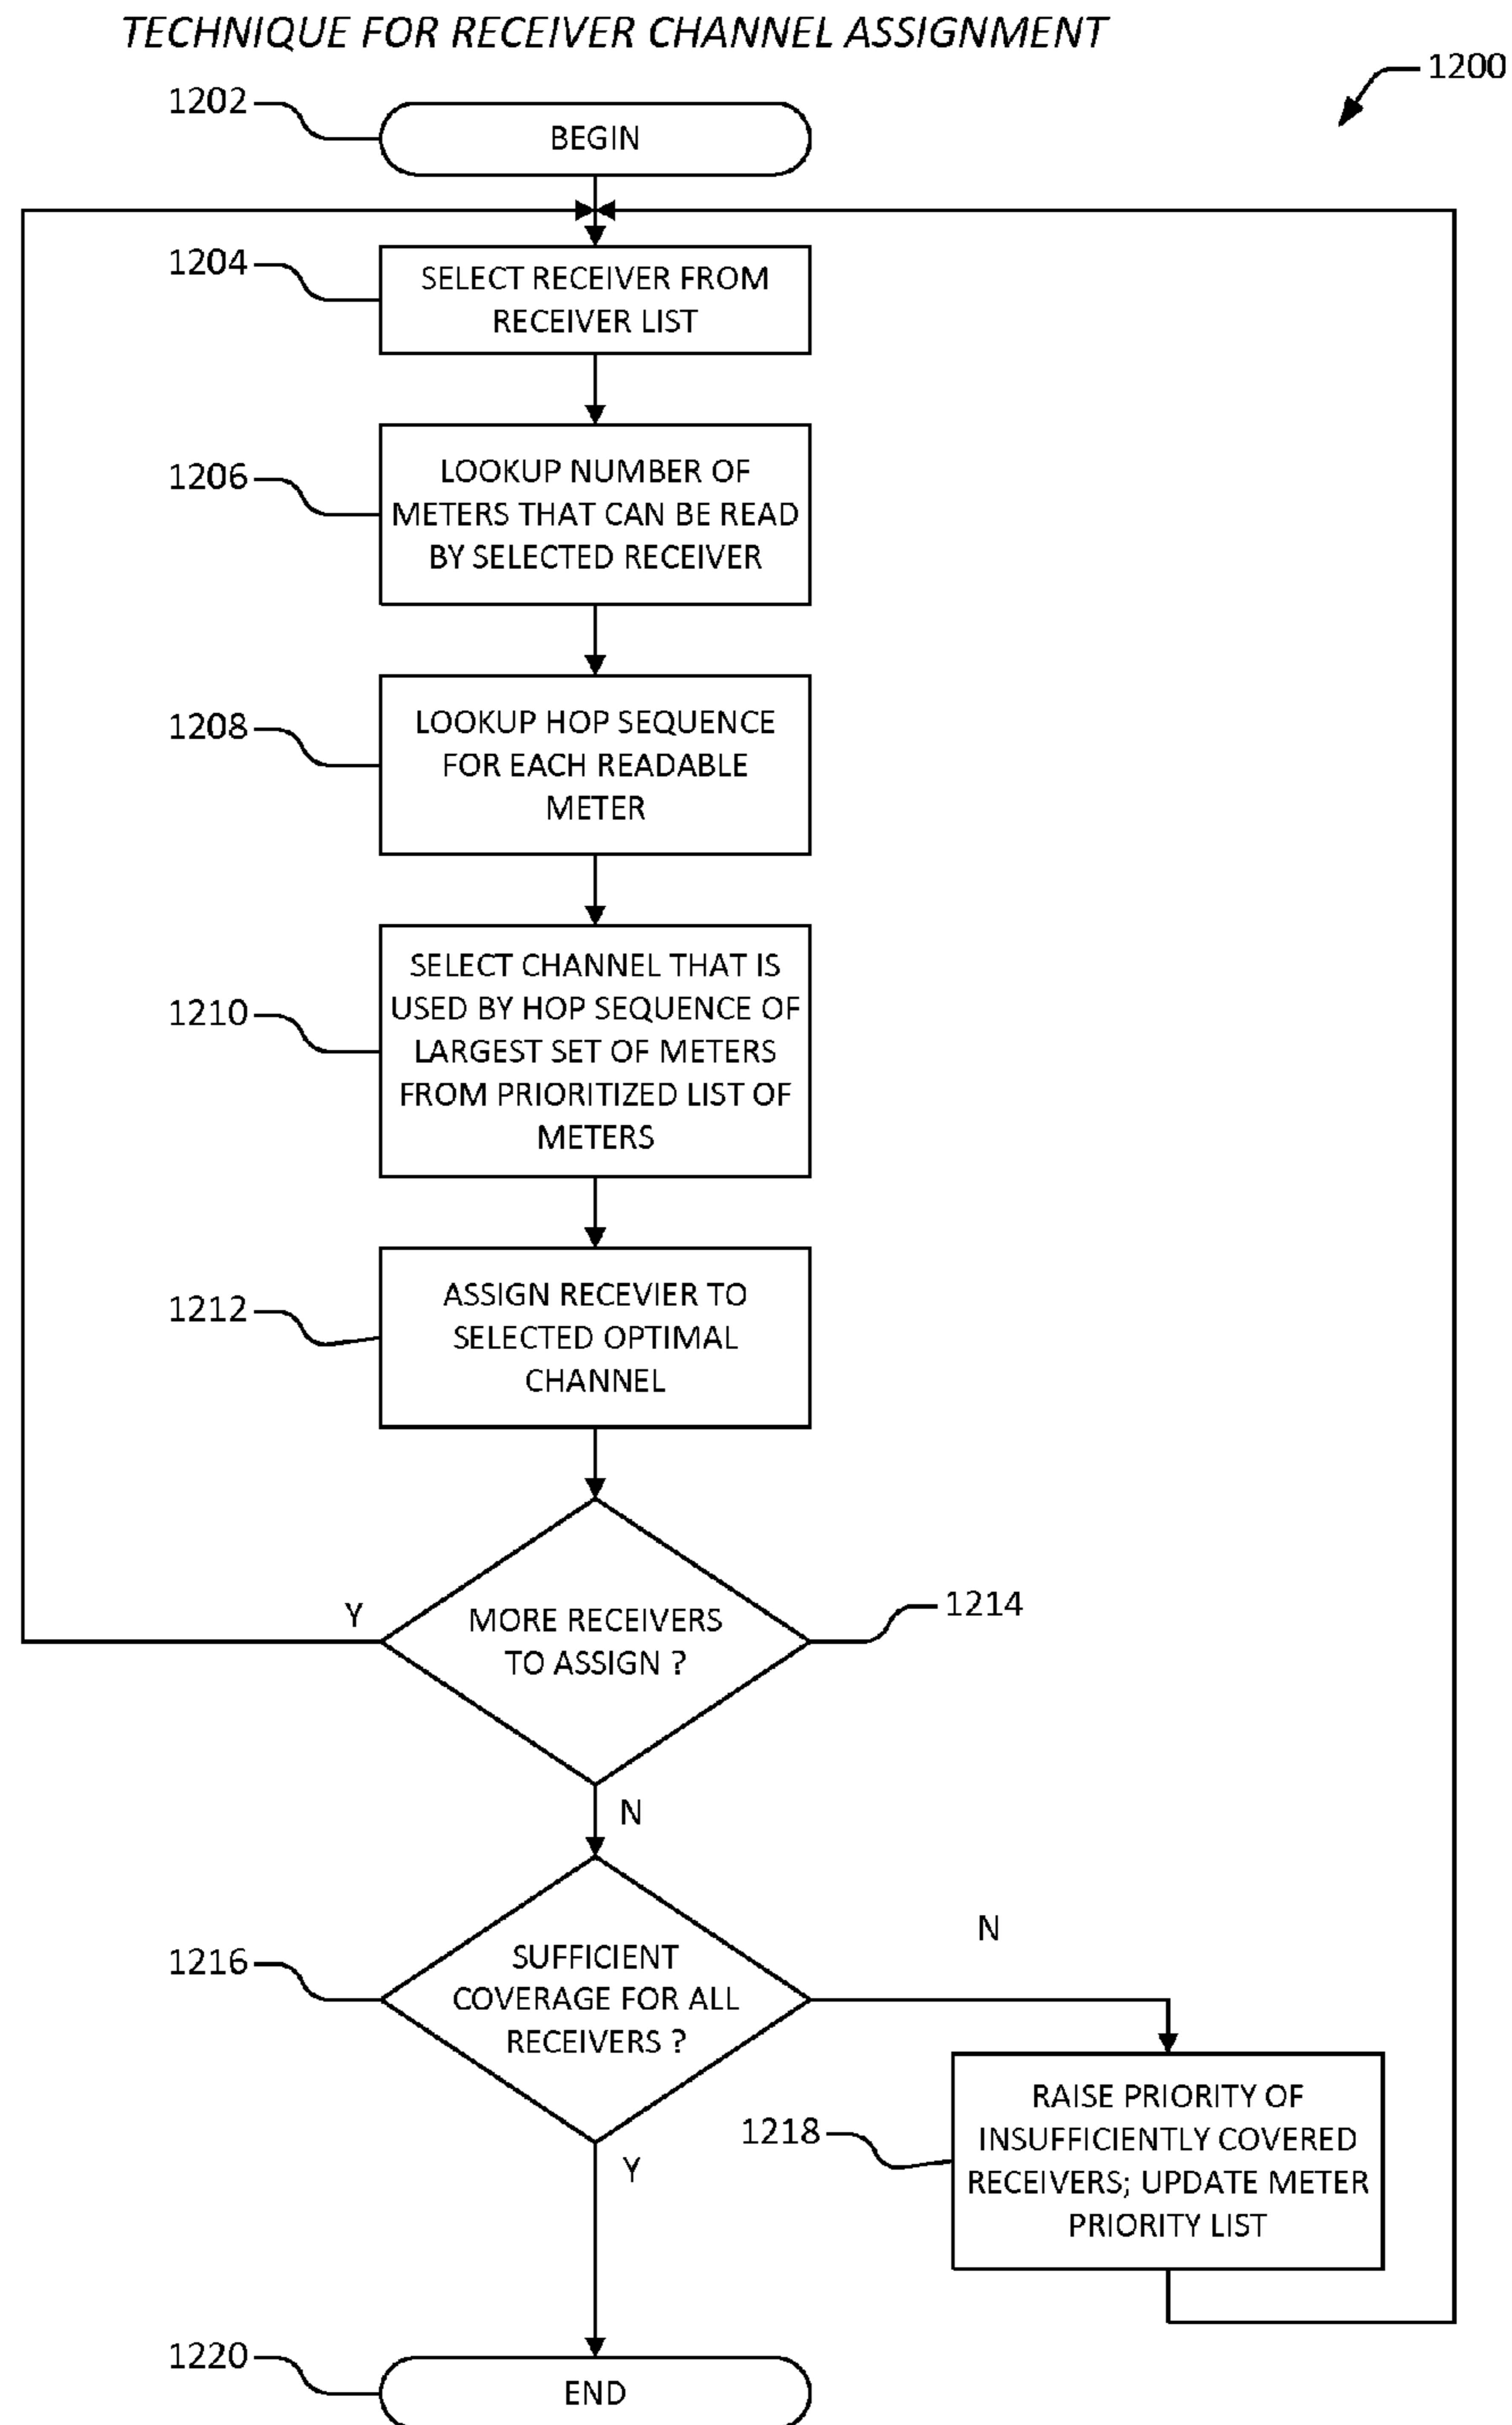 TECHNIQUE FOR RECEIVER CHANNEL ASSIGNMENT
1200
1202
BEGIN
1204
SELECT RECEIVER FROM
RECEIVER LIST
1206
LOOKUP NUMBER OF
METERS THAT CAN BE READ
BY SELECTED RECEIVER
1208
LOOKUP HOP SEQUENCE
FOR EACH READABLE
METER
1210
SELECT CHANNEL THAT IS
USED BY HOP SEQUENCE OF
LARGEST SET OF METERS
FROM PRIORITIZED LIST OF
METERS
1212
ASSIGN RECEVIER TO
SELECTED OPTIMAL
CHANNEL
Y
MORE RECEIVERS
TO ASSIGN ?
1214
N
1216
SUFFICIENT
COVERAGE FOR ALL
RECEIVERS ?
N
Y
1218
RAISE PRIORITY OF
INSUFFICIENTLY COVERED
RECEIVERS; UPDATE METER
PRIORITY LIST
1220
END